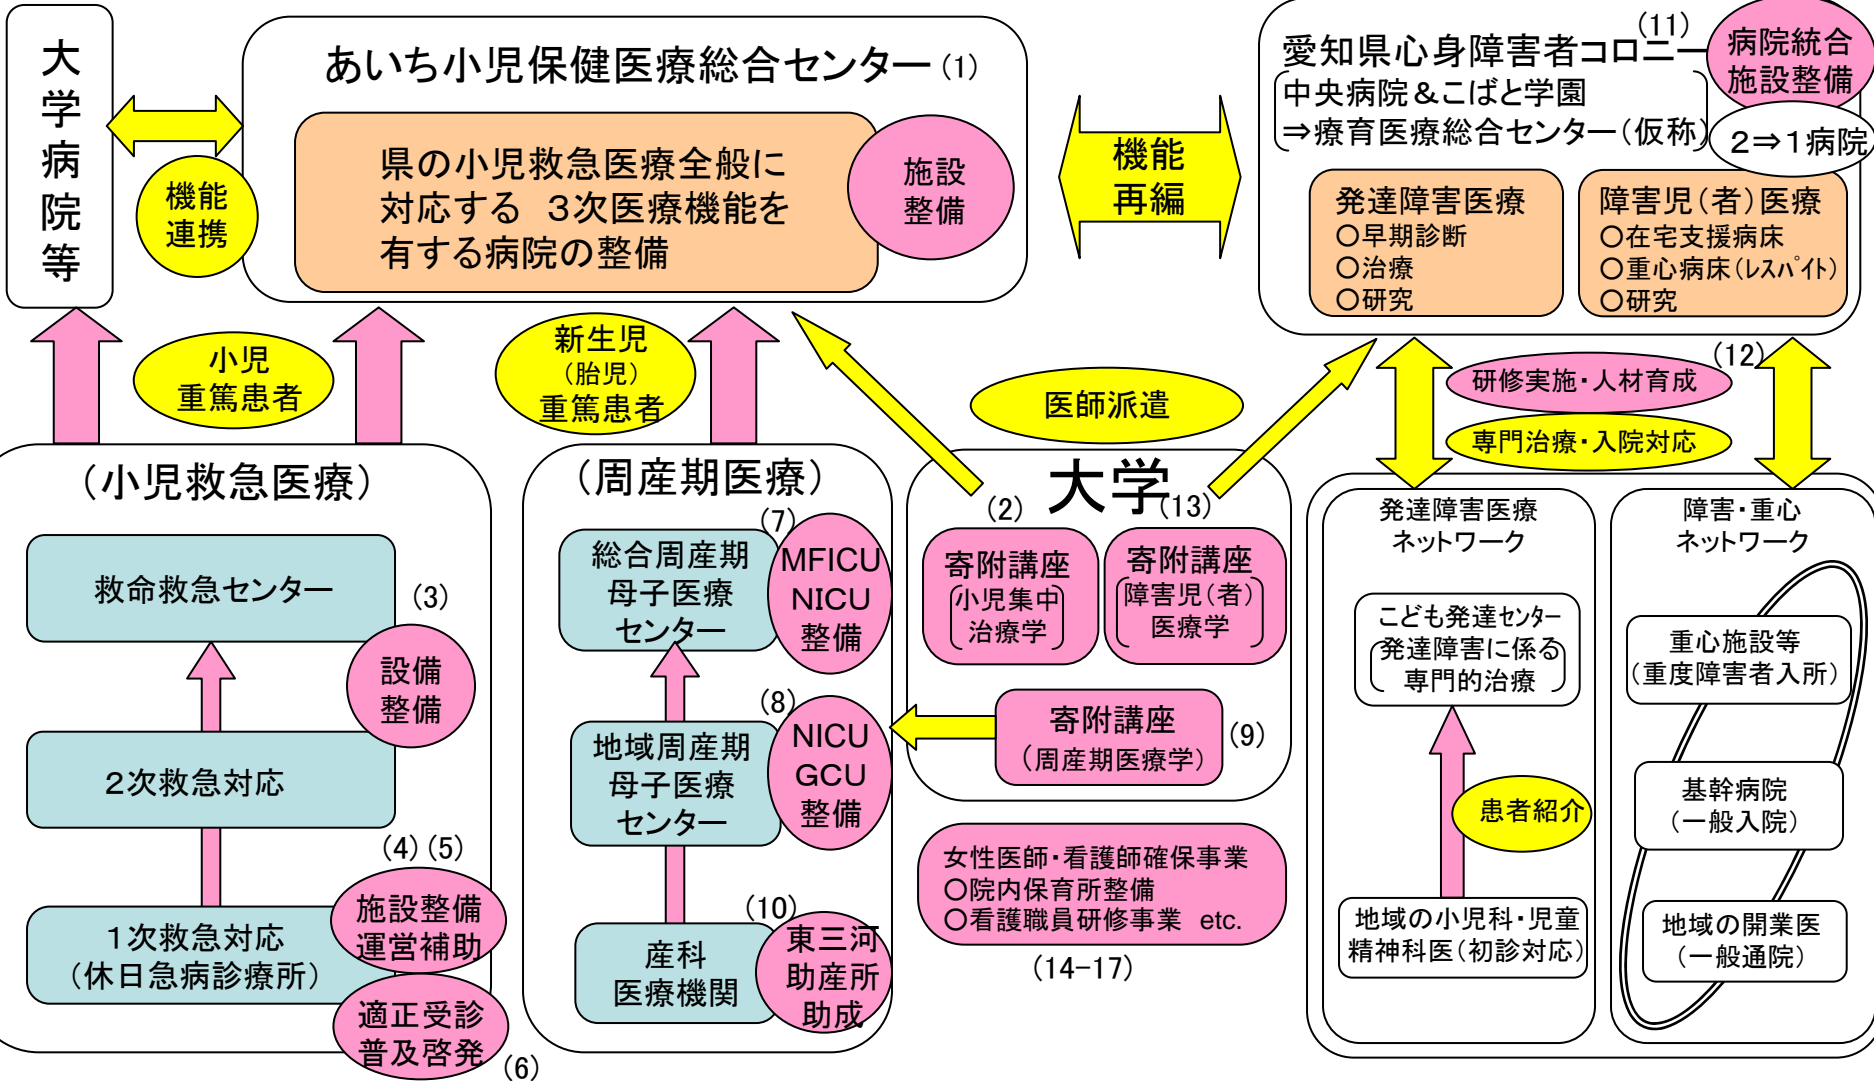 大
学
病
院
等
機能
連携
あいち小児保健医療総合センター(1)
県の小児救急医療全般に
対応する　3次医療機能を
有する病院の整備
施設
整備
機能
再編
(11)
愛知県心身障害者コロニー
中央病院&こばと学園
⇒療育医療総合センター(仮称)
病院統合
施設整備
2⇒1病院
発達障害医療
○早期診断
○治療
○研究
障害児(者)医療
○在宅支援病床
○重心病床(ﾚｽﾊﾟｲﾄ)
○研究
小児
重篤患者
新生児
(胎児)
重篤患者
医師派遣
(12)
研修実施・人材育成
専門治療・入院対応
(小児救急医療)
救命救急センター
(3)
設備
整備
2次救急対応
(4)(5)
施設整備
運営補助
1次救急対応
(休日急病診療所)
適正受診
普及啓発
(6)
(周産期医療)
(7)
総合周産期
母子医療
センター
MFICU
NICU
整備
(8)
地域周産期
母子医療
センター
NICU
GCU
整備
(10)
産科
医療機関
東三河
助産所
助成
大学
(2)
寄附講座
小児集中
治療学
(13)
寄附講座
障害児(者)
医療学
寄附講座
(周産期医療学)
(9)
女性医師・看護師確保事業
○院内保育所整備
○看護職員研修事業 etc.
(14-17)
発達障害医療
ネットワーク
こども発達ｾﾝﾀｰ
発達障害に係る
専門的治療
患者紹介
地域の小児科・児童
精神科医(初診対応)
障害・重心
ネットワーク
重心施設等
(重度障害者入所)
基幹病院
(一般入院)
地域の開業医
(一般通院)